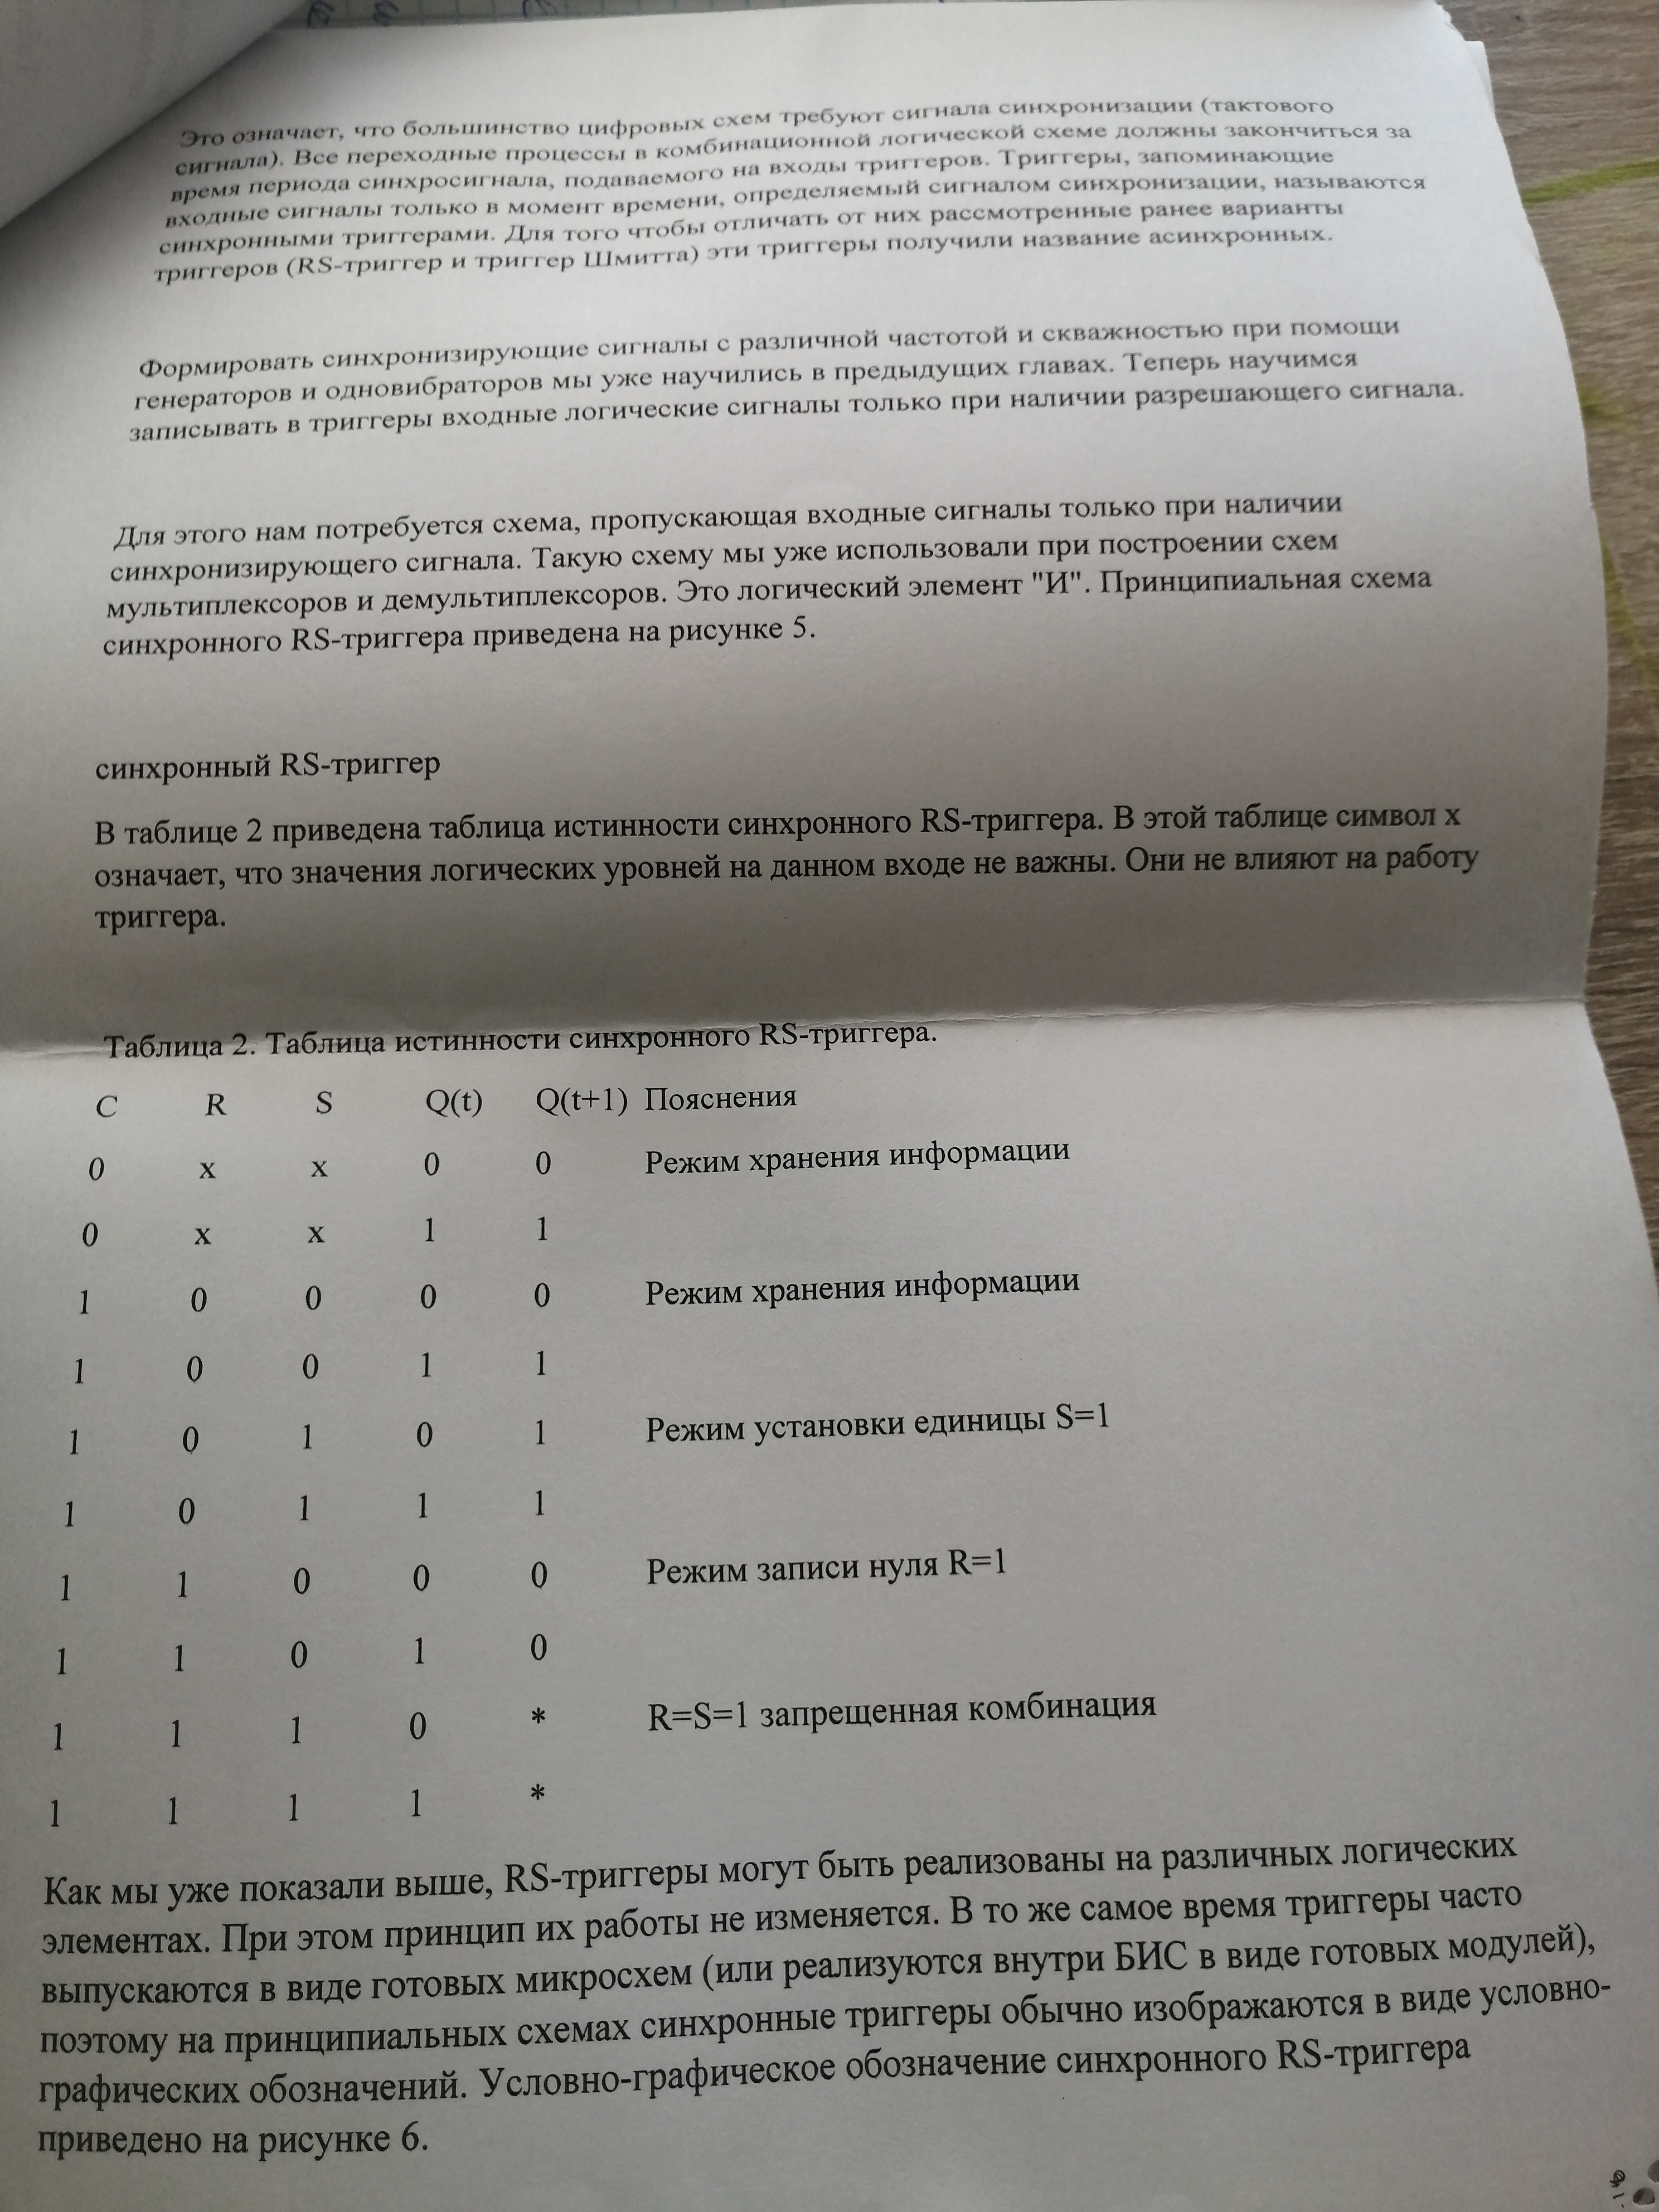 Это означает, что большинство цифровых схем требуют сигнала синхронизации (тактового
сигнала). Все переходные процессы в комбинационной логической схеме должны закончиться за
время периода синхросигнала, подаваемого на входы триггеров. Триггеры, запоминающие
входные сигналы только в момент времени, определяемый сигналом синхронизации, называются
синхронными триггерами. Для того чтобы отличать от них рассмотренные ранее варианты
триггеров (RS-триггер и триггер Шмитта) эти триггеры получили название асинхронных.
Формировать синхронизирующие сигналы с различной частотой и скважностью при помощи
генераторов и одновибраторов мы уже научились в предыдущих главах. Теперь научимся
записывать в триггеры входные логические сигналы только при наличии разрешающего сигнала.
Для этого нам потребуется схема, пропускающая входные сигналы только при наличии
синхронизирующего сигнала. Такую схему мы уже использовали при построении схем
мультиплексоров и демультиплексоров. Это логический элемент "И". Принципиальная схема
синхронного RS-триггера приведена на рисунке 5.
синхронный RS-триггер
В таблице 2 приведена таблица истинности синхронного RS-триггера. В этой таблице символ x
означает, что значения логических уровней на данном входе не важны. Они не влияют на работу
триггера.
Таблица 2. Таблица истинности синхронного RS-триггера.
C R S Q(t) Q(t+1) Пояснения
0 x x 0 0 Режим хранения информации
0 x x 1 1
1 0 0 0 0 Режим хранения информации
1 0 0 1 1
1 0 1 0 1 Режим установки единицы S=1
1 0 1 1 1
1 1 0 0 0 Режим записи нуля R=1
1 1 0 1 0
1 1 1 0 * R=S=1 запрещенная комбинация
1 1 1 1 *
Как мы уже показали выше, RS-триггеры могут быть реализованы на различных логических
элементах. При этом принцип их работы не изменяется. В то же самое время триггеры часто
выпускаются в виде готовых микросхем (или реализуются внутри БИС в виде готовых модулей),
поэтому на принципиальных схемах синхронные триггеры обычно изображаются в виде условно-
графических обозначений. Условно-графическое обозначение синхронного RS-триггера
приведено на рисунке 6.